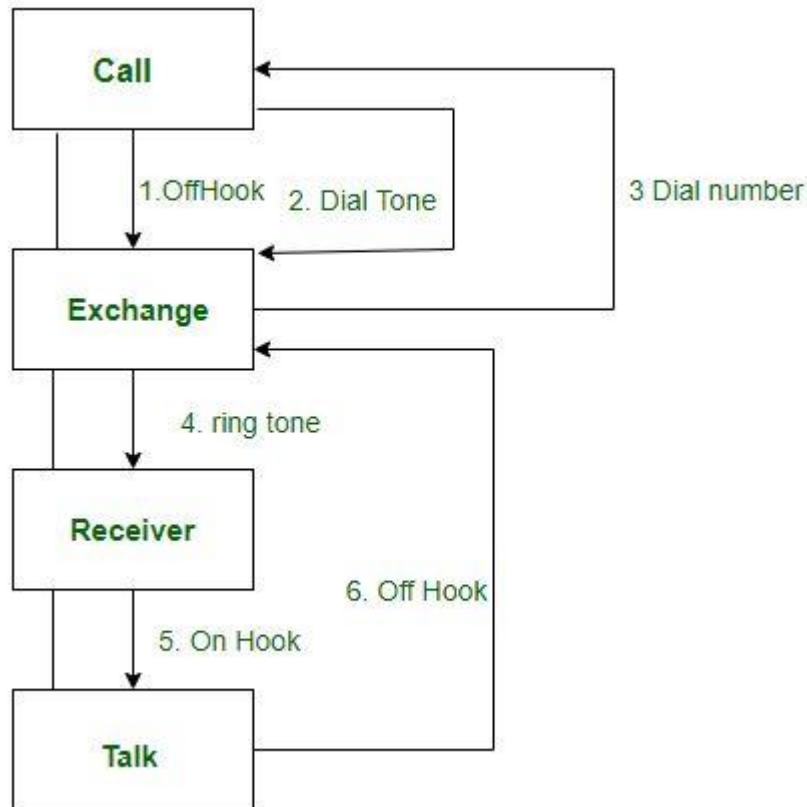 Call
1.OffHook
2. Dial Tone
3 Dial number
Exchange
4. ring tone
Receiver
6. Off Hook
5. On Hook
Talk